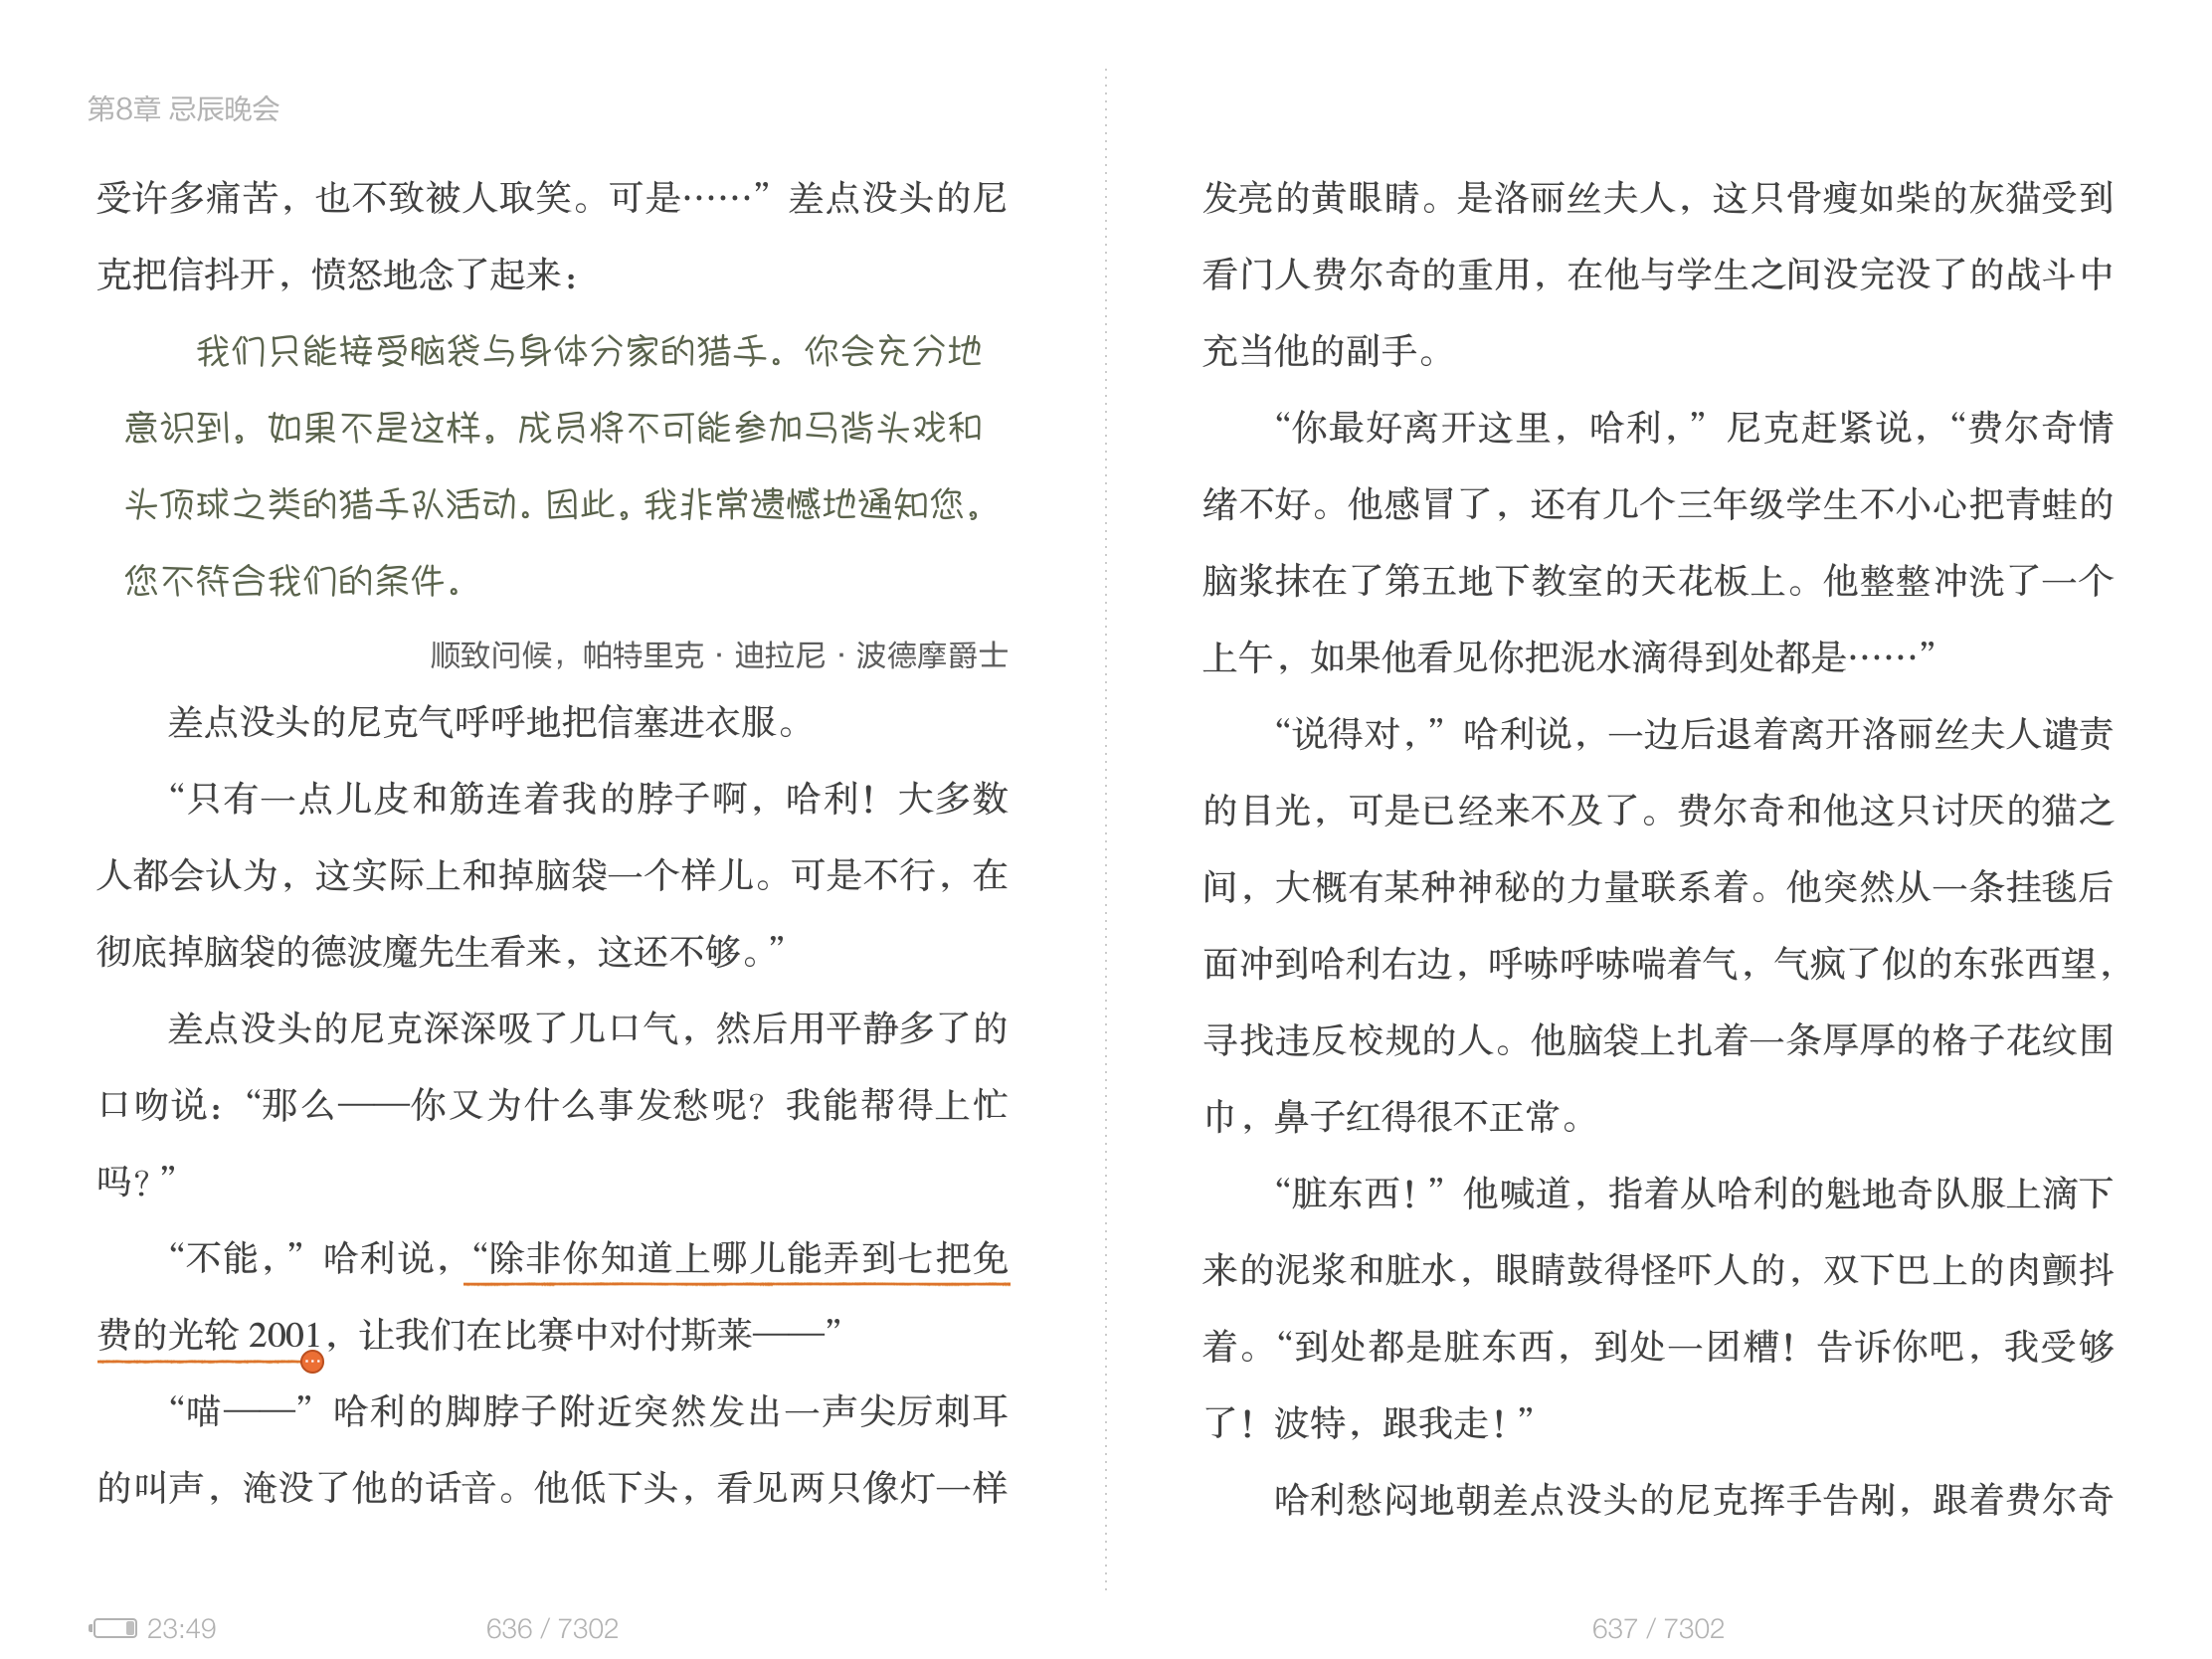 第8章 忌辰晚会
受许多痛苦，也不致被人取笑。可是……”差点没头的尼
克把信抖开，愤怒地念了起来：
我们只能接受脑袋与身体分家的猎手。你会充分地
意识到，如果不是这样，成员将不可能参加马背头戏和
头顶球之类的猎手队活动。因此，我非常遗憾地通知您，
您不符合我们的条件。
顺致问候，帕特里克·迪拉尼·波德摩爵士
差点没头的尼克气呼呼地把信塞进衣服。
“只有一点儿皮和筋连着我的脖子啊，哈利！大多数
人都会认为，这实际上和掉脑袋一个样儿。可是不行，在
彻底掉脑袋的德波魔先生看来，这还不够。”
差点没头的尼克深深吸了几口气，然后用平静多了的
口吻说：“那么——你又为什么事发愁呢？我能帮得上忙
吗？”
“不能，”哈利说，“除非你知道上哪儿能弄到七把免
费的光轮 2001，让我们在比赛中对付斯莱——”
“喵——”哈利的脚脖子附近突然发出一声尖厉刺耳
的叫声，淹没了他的话音。他低下头，看见两只像灯一样
23:49
636 / 7302
发亮的黄眼睛。是洛丽丝夫人，这只骨瘦如柴的灰猫受到
看门人费尔奇的重用，在他与学生之间没完没了的战斗中
充当他的副手。
“你最好离开这里，哈利，”尼克赶紧说，“费尔奇情
绪不好。他感冒了，还有几个三年级学生不小心把青蛙的
脑浆抹在了第五地下教室的天花板上。他整整冲洗了一个
上午，如果他看见你把泥水滴得到处都是……”
“说得对，”哈利说，一边后退着离开洛丽丝夫人谴责
的目光，可是已经来不及了。费尔奇和他这只讨厌的猫之
间，大概有某种神秘的力量联系着。他突然从一条挂毯后
面冲到哈利右边，呼哧呼哧喘着气，气疯了似的东张西望，
寻找违反校规的人。他脑袋上扎着一条厚厚的格子花纹围
巾，鼻子红得很不正常。
“脏东西！”他喊道，指着从哈利的魁地奇队服上滴下
来的泥浆和脏水，眼睛鼓得怪吓人的，双下巴上的肉颤抖
着。“到处都是脏东西，到处一团糟！告诉你吧，我受够
了！波特，跟我走！”
哈利愁闷地朝差点没头的尼克挥手告别，跟着费尔奇
637 / 7302